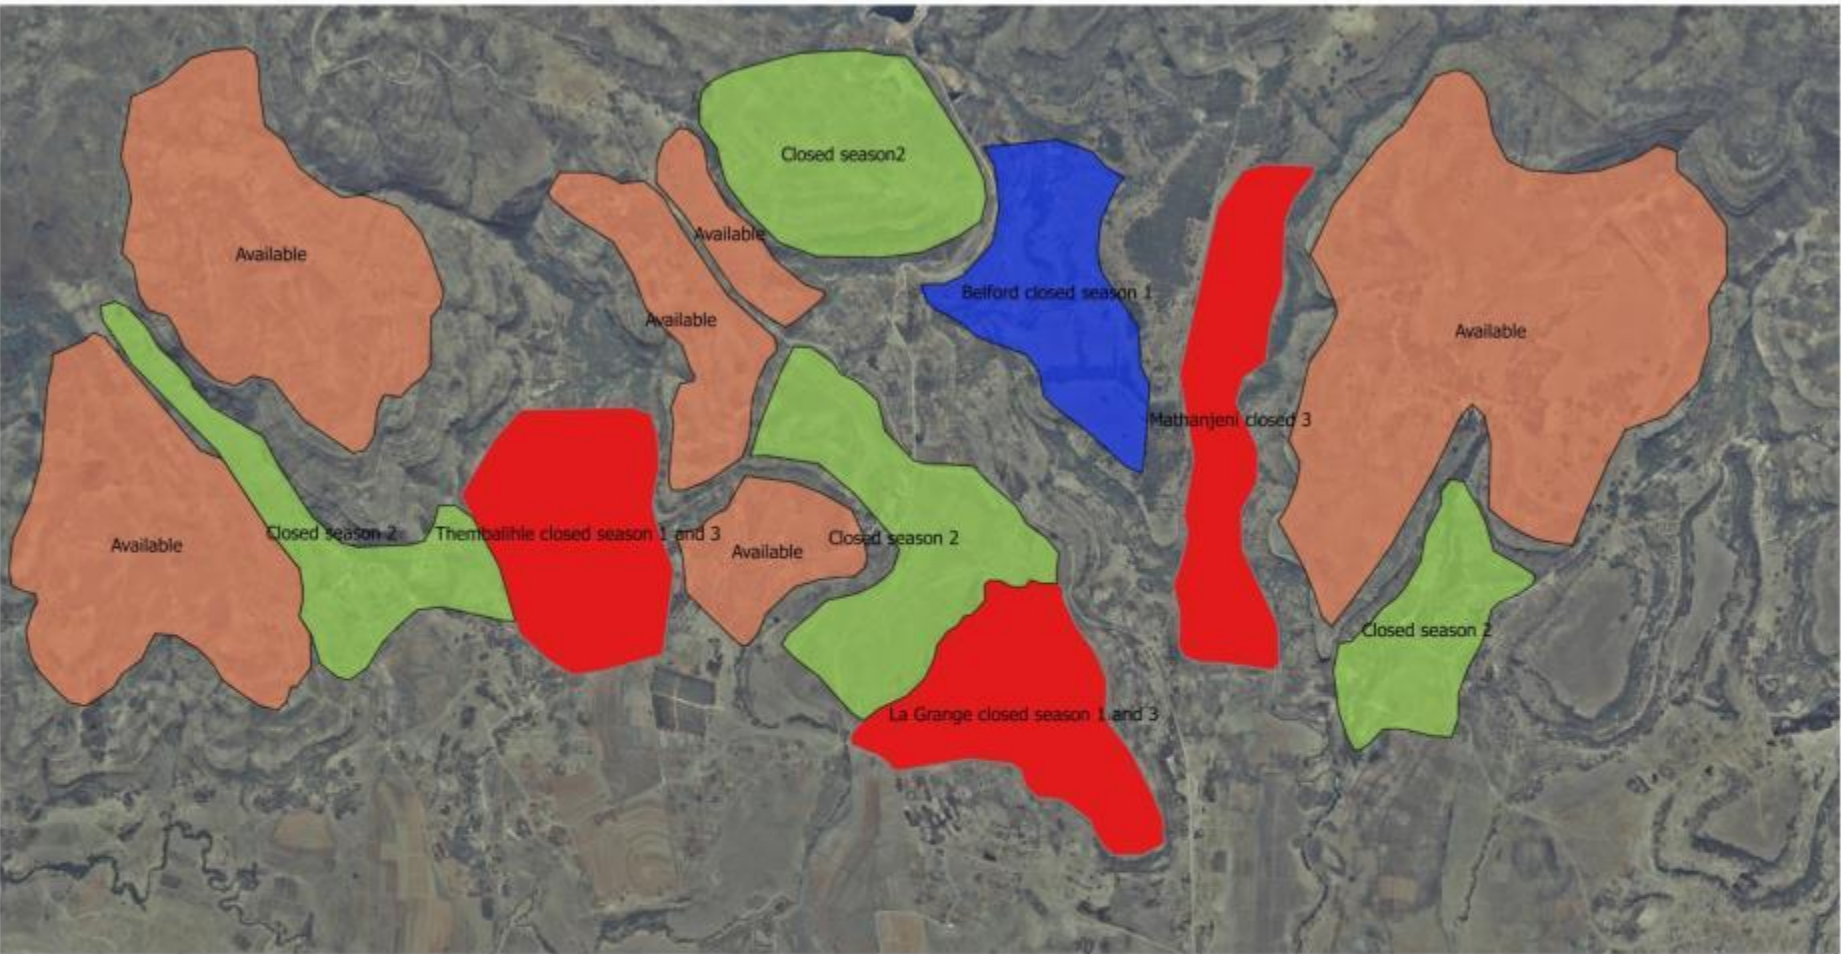 Closed season2
Available
Available
Belford closed season 1
Available
Available
Mathanjeni closed 3
Closed season 2
Thembalihle closed season 1 and 3
Closed season 2
Available
Available
Closed season 2
La Grange closed season 1 and 3